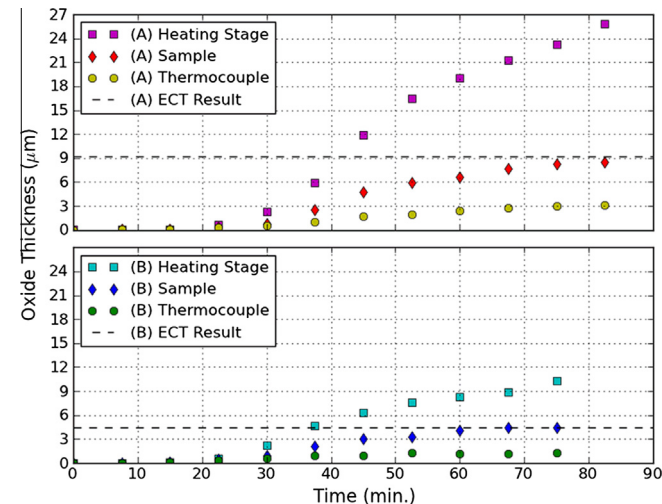 27
24
21
18
15
12
9
6
3
0
(A) Heating Stage
(A) Sample
(A) Thermocouple
(A) ECT Result
Oxide Thickness (μm)
24
21
18
15
12
9
6
3
0
(B) Heating Stage
(B) Sample
(B) Thermocouple
(B) ECT Result
0 10 20 30 40 50 60 70 80 90
Time (min.)